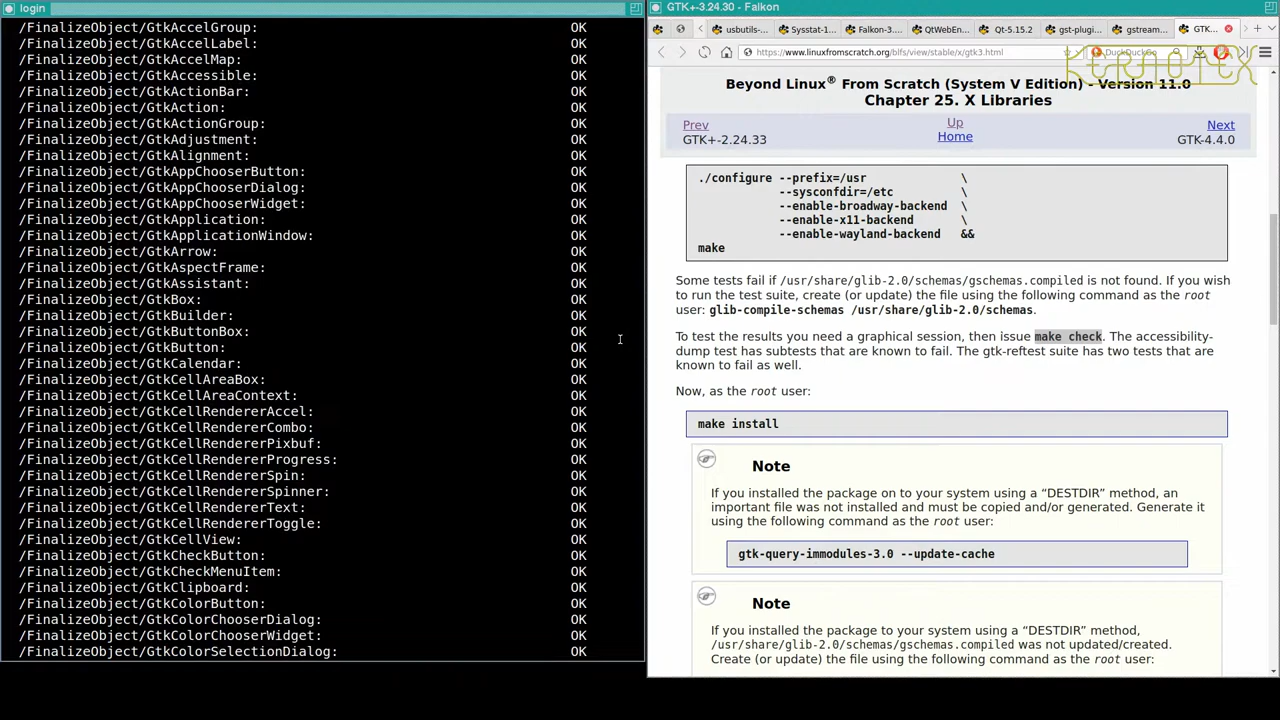 login
/FinalizeObject/GtkAccelGroup: OK
/FinalizeObject/GtkAccelLabel: OK
/FinalizeObject/GtkAccelMap: OK
/FinalizeObject/GtkAccessible: OK
/FinalizeObject/GtkActionBar: OK
/FinalizeObject/GtkAction: OK
/FinalizeObject/GtkActionGroup: OK
/FinalizeObject/GtkAdjustment: OK
/FinalizeObject/GtkAlignment: OK
/FinalizeObject/GtkAppChooserButton: OK
/FinalizeObject/GtkAppChooserDialog: OK
/FinalizeObject/GtkAppChooserWidget: OK
/FinalizeObject/GtkApplication: OK
/FinalizeObject/GtkApplicationWindow: OK
/FinalizeObject/GtkArrow: OK
/FinalizeObject/GtkAspectFrame: OK
/FinalizeObject/GtkAssistant: OK
/FinalizeObject/GtkBox: OK
/FinalizeObject/GtkBuilder: OK
/FinalizeObject/GtkButtonBox: OK
/FinalizeObject/GtkButton: OK
/FinalizeObject/GtkCalendar: OK
/FinalizeObject/GtkCellAreaBox: OK
/FinalizeObject/GtkCellAreaContext: OK
/FinalizeObject/GtkCellRendererAccel: OK
/FinalizeObject/GtkCellRendererCombo: OK
/FinalizeObject/GtkCellRendererPixbuf: OK
/FinalizeObject/GtkCellRendererProgress: OK
/FinalizeObject/GtkCellRendererSpin: OK
/FinalizeObject/GtkCellRendererSpinner: OK
/FinalizeObject/GtkCellRendererText: OK
/FinalizeObject/GtkCellRendererToggle: OK
/FinalizeObject/GtkCellView: OK
/FinalizeObject/GtkCheckButton: OK
/FinalizeObject/GtkCheckMenuItem: OK
/FinalizeObject/GtkClipboard: OK
/FinalizeObject/GtkColorButton: OK
/FinalizeObject/GtkColorChooserDialog: OK
/FinalizeObject/GtkColorChooserWidget: OK
/FinalizeObject/GtkColorSelectionDialog: OK
GTK+-3.24.30 - Falkon
usbutils- Sysstat-1... Falkon-3... QtWebEn... Qt-5.15.2 gst-plugi... gstream... GTK...
https://www.linuxfromscratch.org/blfs/view/stable/x/gtk3.html DuckDuckGo
KERNOTEX
Beyond Linux® From Scratch (System V Edition) - Version 11.0
Chapter 25. X Libraries
Prev Up Next
GTK+-2.24.33 Home GTK-4.4.0
./configure --prefix=/usr \
--sysconfdir=/etc \
--enable-broadway-backend \
--enable-x11-backend \
--enable-wayland-backend &&
make
Some tests fail if /usr/share/glib-2.0/schemas/gschemas.compiled is not found. If you wish
to run the test suite, create (or update) the file using the following command as the root
user: glib-compile-schemas /usr/share/glib-2.0/schemas.
To test the results you need a graphical session, then issue make check. The accessibility-
dump test has subtests that are known to fail. The gtk-reftest suite has two tests that are
known to fail as well.
Now, as the root user:
make install
Note
If you installed the package on to your system using a “DESTDIR” method, an
important file was not installed and must be copied and/or generated. Generate it
using the following command as the root user:
gtk-query-immodules-3.0 --update-cache
Note
If you installed the package to your system using a “DESTDIR” method,
/usr/share/glib-2.0/schemas/gschemas.compiled was not updated/created.
Create (or update) the file using the following command as the root user: